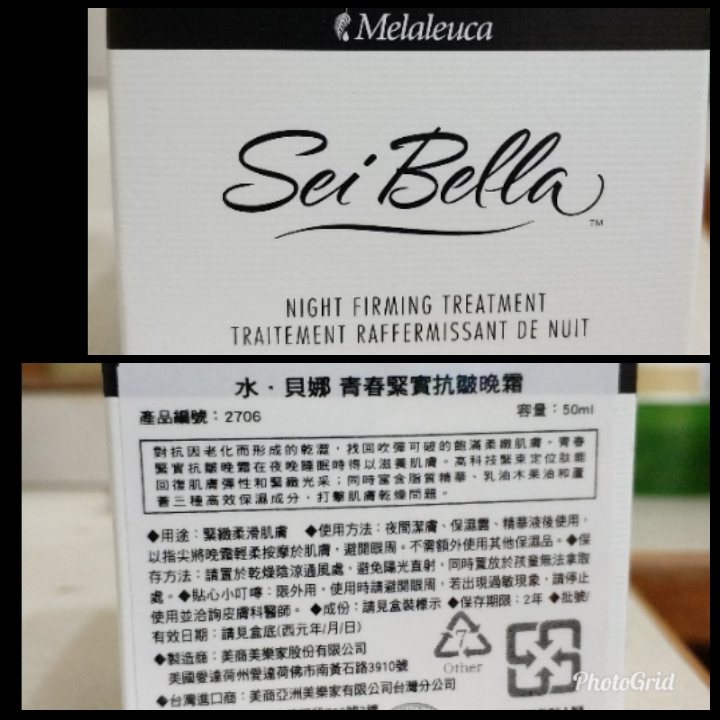 Melaleuca
Sei Bella™
NIGHT FIRMING TREATMENT
TRAITEMENT RAFFERMISSANT DE NUIT
水・貝娜 青春緊實抗皺晚霜
產品編號：2706
容量：50ml
對抗因老化而形成的乾澀，找回吹彈可破的飽滿柔嫩肌膚。青春
緊實抗皺晚霜在夜晚睡眠時得以滋養肌膚。高科技緊束定位肽能
回復肌膚彈性和緊緻光采；同時富含脂質精華、乳油木果油和蘆
薈三種高效保濕成分，打擊肌膚乾燥問題。
◆用途：緊緻柔滑肌膚 ◆使用方法：夜間潔膚、保濕露、精華液後使用，
以指尖將晚霜輕柔按摩於肌膚，避開眼周。不需額外使用其他保濕品。◆保
存方法：請置於乾燥陰涼通風處，避免陽光直射，同時置放於孩童無法拿取
處。◆貼心小叮嚀：限外用，使用時請避開眼周，若出現過敏現象，請停止
使用並洽詢皮膚科醫師。◆成份：請見盒裝標示 ◆保存期限：2年 ◆批號/
有效日期：請見盒底(西元年/月/日)
◆製造商：美商美樂家股份有限公司
美國愛達荷州愛達荷佛市南黃石路3910號
◆台灣進口商：美商亞洲美樂家有限公司台灣分公司
7
Other
PhotoGrid